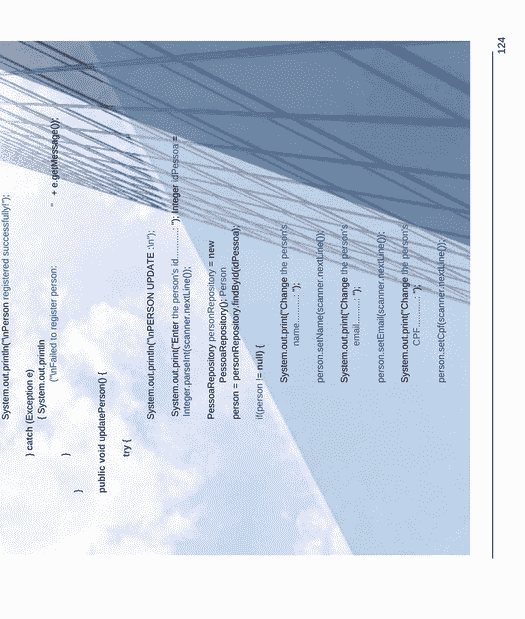 System.out.println("\nPerson registered successfully!");
} catch (Exception e)
{ System.out.println
("\nFailed to register person:
" + e.getMessage());
}
}
public void updatePerson() {
try {
System.out.println("\nPERSON UPDATE :\n");
System.out.print("Enter the person's id..........: "); Integer idPessoa =
Integer.parseInt(scanner.nextLine());
PessoaRepository personRepository = new
PessoaRepository(); Person
person = personRepository.findById(idPessoa);
if(person != null) {
System.out.print("Change the person's
name.........: ");
person.setName(scanner.nextLine());
System.out.print("Change the person's
email.........: ");
person.setEmail(scanner.nextLine());
System.out.print("Change the person's
CPF...........: ");
person.setCpf(scanner.nextLine());
124